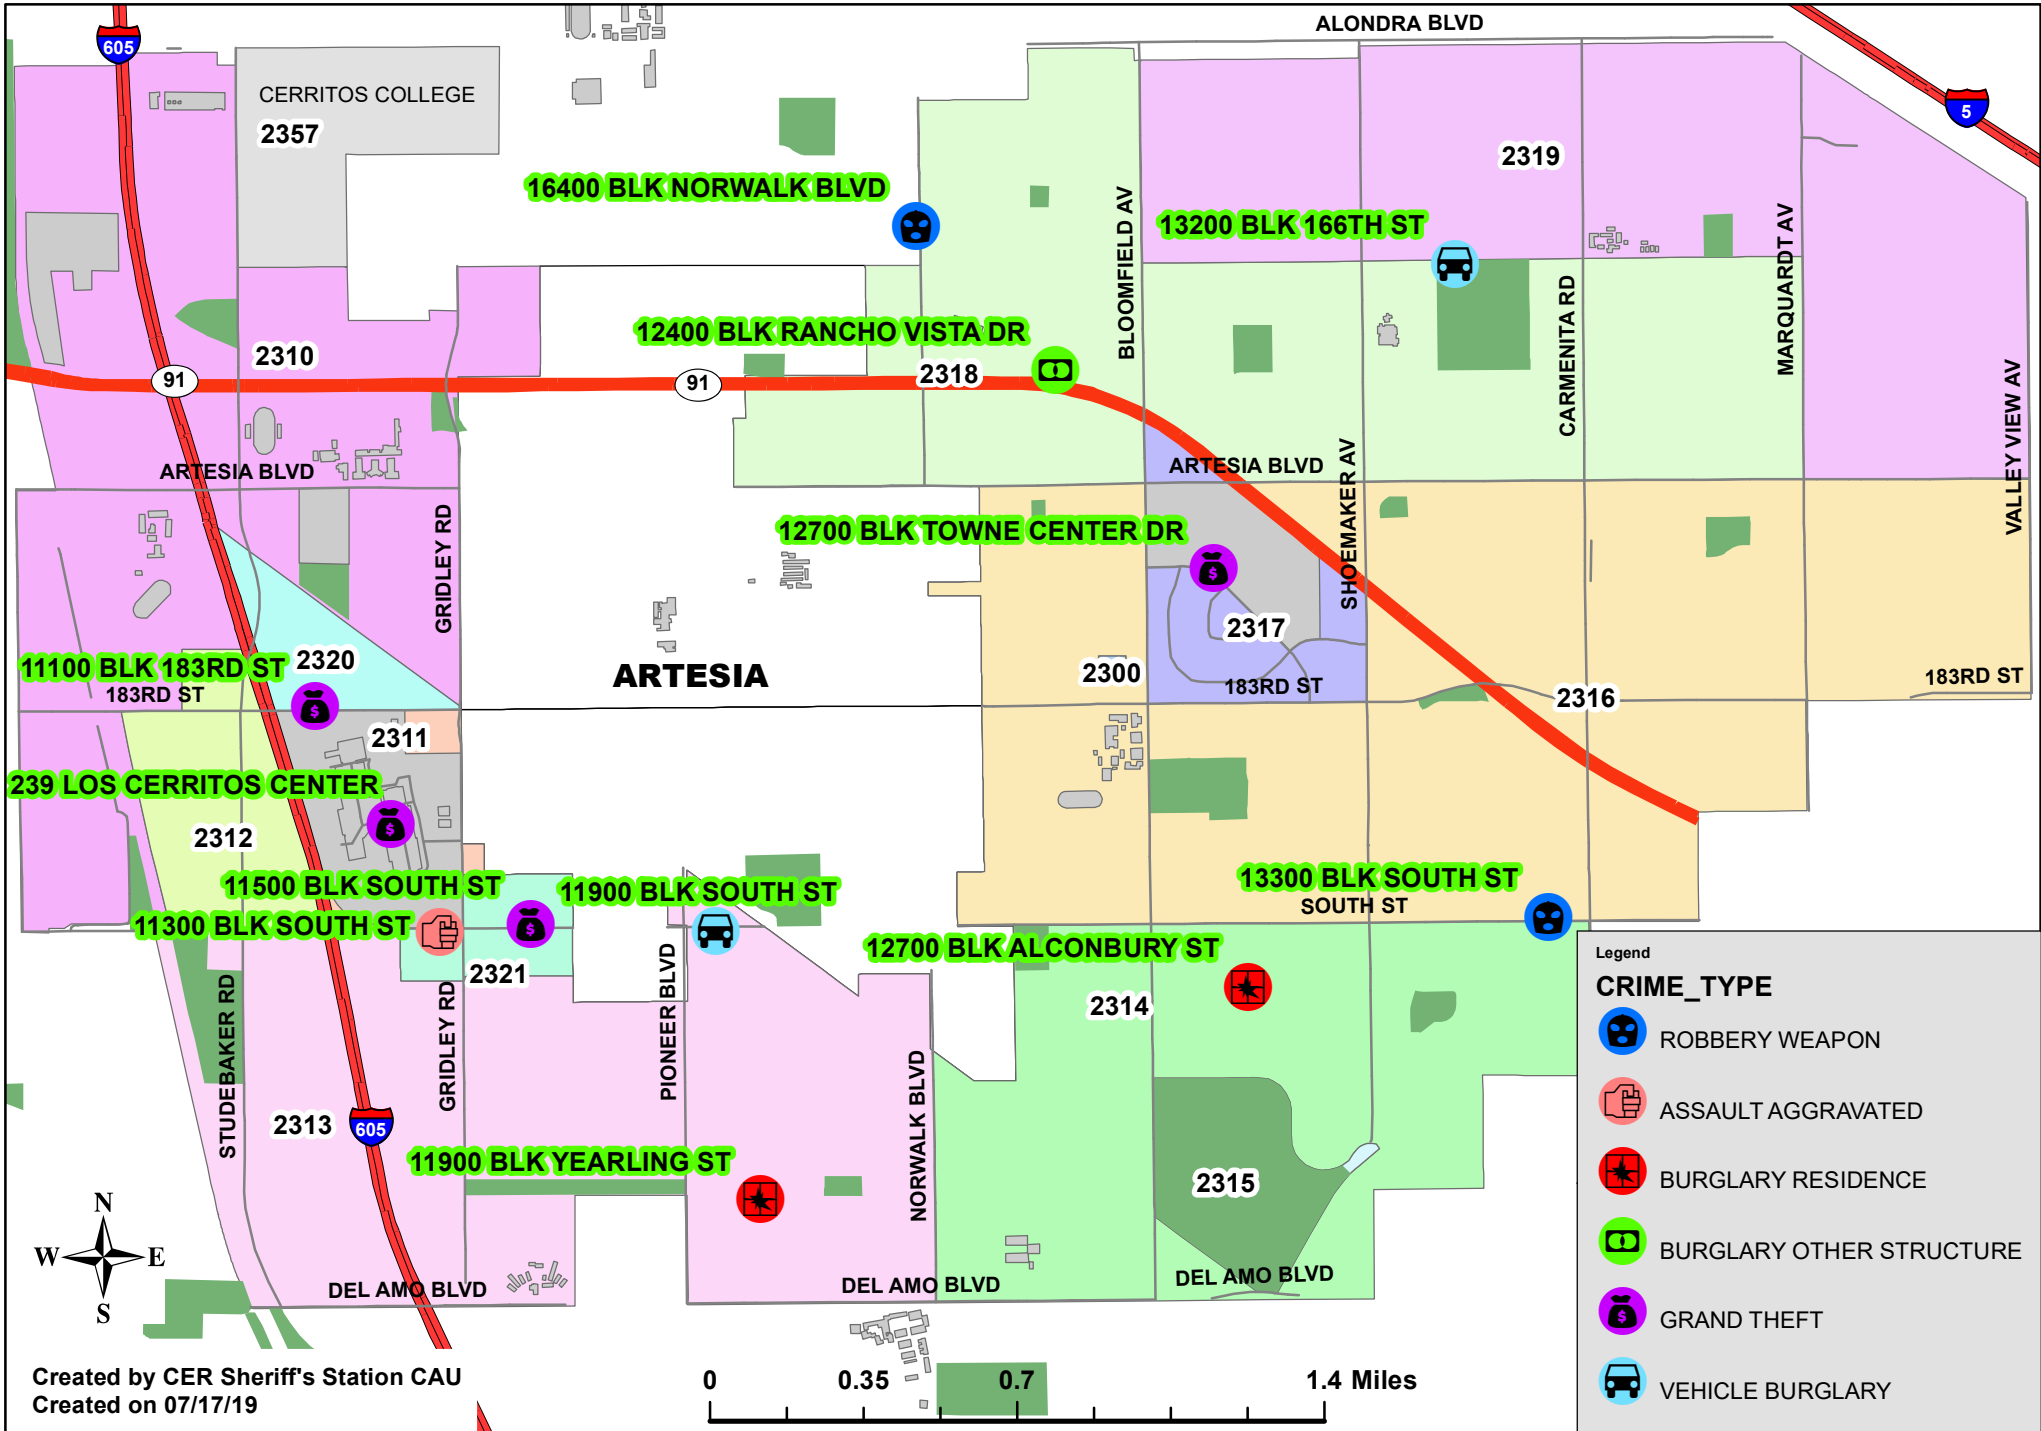 ALONDRA BLVD
605
5
CERRITOS COLLEGE
2357
2319
16400 BLK NORWALK BLVD
13200 BLK 166TH ST
BLOOMFIELD AV
MARQUARDT AV
CARMENITA RD
12400 BLK RANCHO VISTA DR
2310
91
91
2318
VALLEY VIEW AV
ARTESIA BLVD
ARTESIA BLVD
SHOEMAKER AV
GRIDLEY RD
12700 BLK TOWNE CENTER DR
$
2317
11100 BLK 183RD ST
2320
ARTESIA
2300
183RD ST
183RD ST
183RD ST
2316
$
2311
239 LOS CERRITOS CENTER
$
2312
11500 BLK SOUTH ST
11900 BLK SOUTH ST
13300 BLK SOUTH ST
SOUTH ST
11300 BLK SOUTH ST
$
12700 BLK ALCONBURY ST
2321
2314
STUDEBAKER RD
GRIDLEY RD
PIONEER BLVD
NORWALK BLVD
2313
605
11900 BLK YEARLING ST
2315
N
W
E
S
DEL AMO BLVD
DEL AMO BLVD
DEL AMO BLVD
Created by CER Sheriff's Station CAU
Created on 07/17/19
0 0.35 0.7 1.4 Miles
Legend
CRIME_TYPE
ROBBERY WEAPON
ASSAULT AGGRAVATED
BURGLARY RESIDENCE
BURGLARY OTHER STRUCTURE
$
GRAND THEFT
VEHICLE BURGLARY